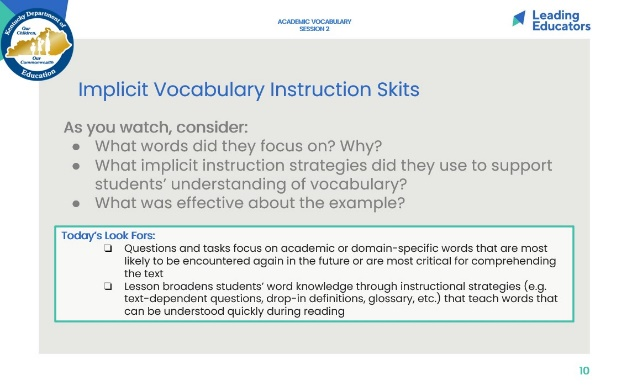 Kentucky Department of
Our
Children,
Our
Commonwealth
Education
ACADEMIC VOCABULARY
SESSION 2
Leading
Educators
Implicit Vocabulary Instruction Skits
As you watch, consider:
● What words did they focus on? Why?
● What implicit instruction strategies did they use to support
students' understanding of vocabulary?
● What was effective about the example?
Today's Look Fors:
❏ Questions and tasks focus on academic or domain-specific words that are most
likely to be encountered again in the future or are most critical for comprehending
the text
❏ Lesson broadens students' word knowledge through instructional strategies (e.g.
text-dependent questions, drop-in definitions, glossary, etc.) that teach words that
can be understood quickly during reading
10